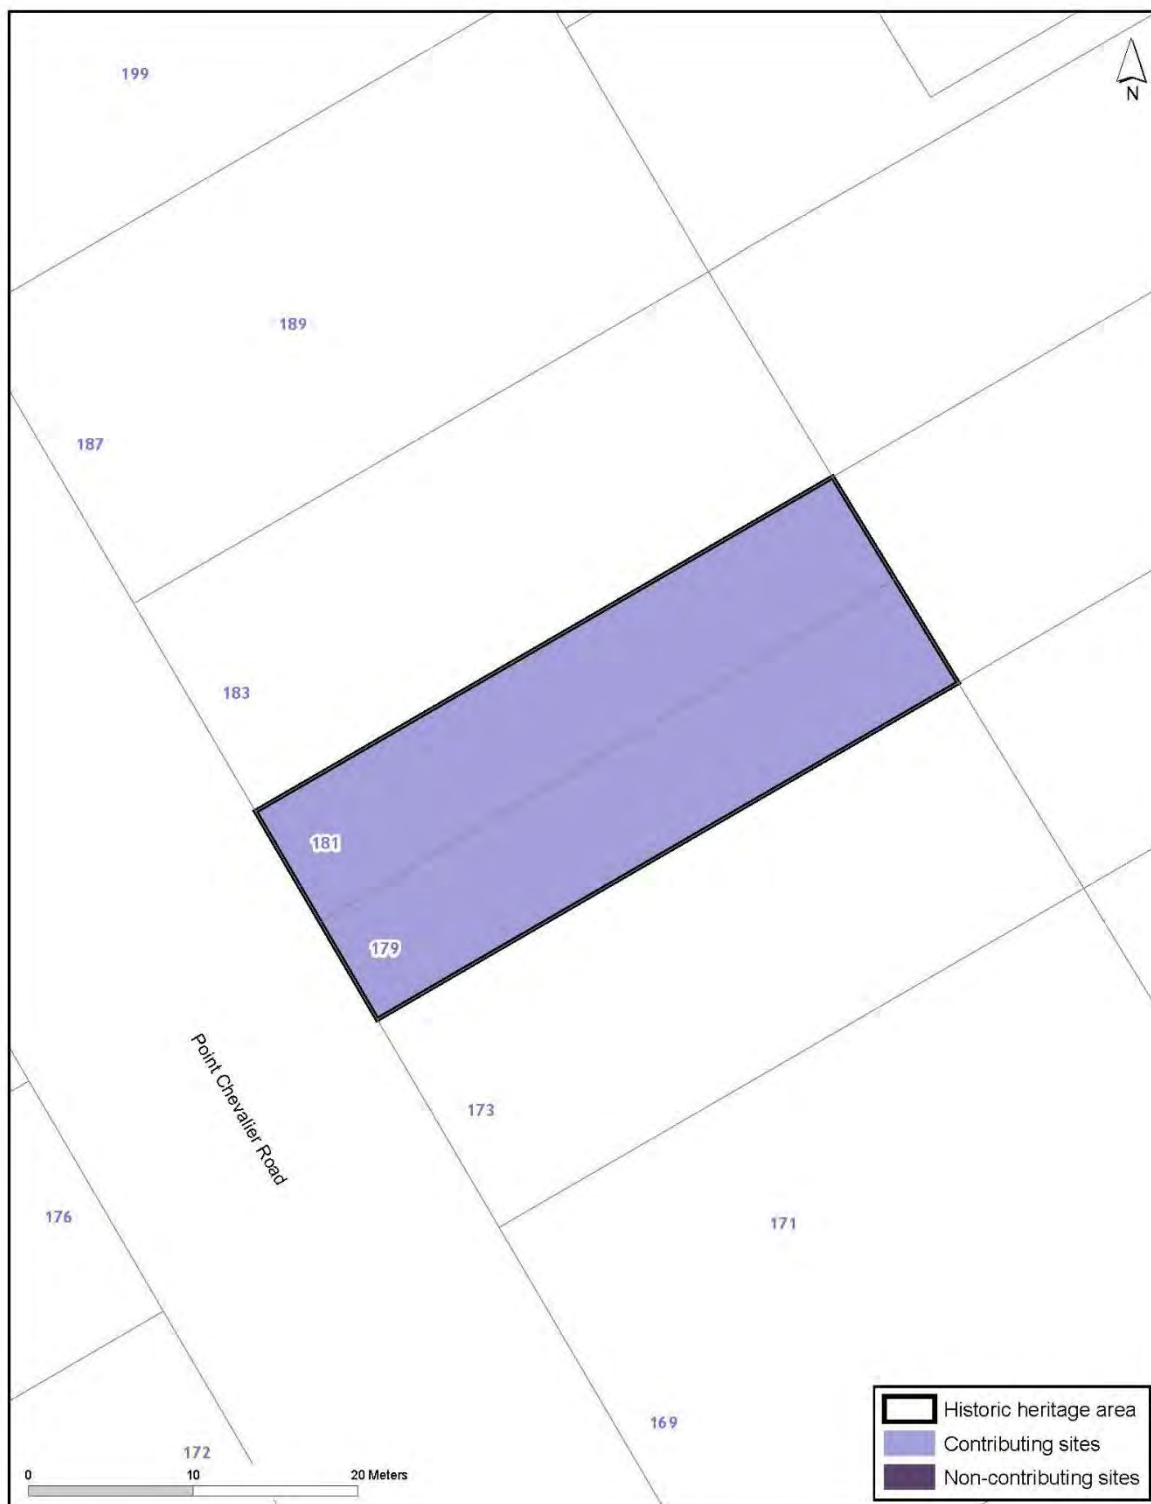 199
N
189
187
183
181
179
Point Chevalier Road
173
176
171
169
172
0 10 20 Meters
Historic heritage area
Contributing sites
Non-contributing sites